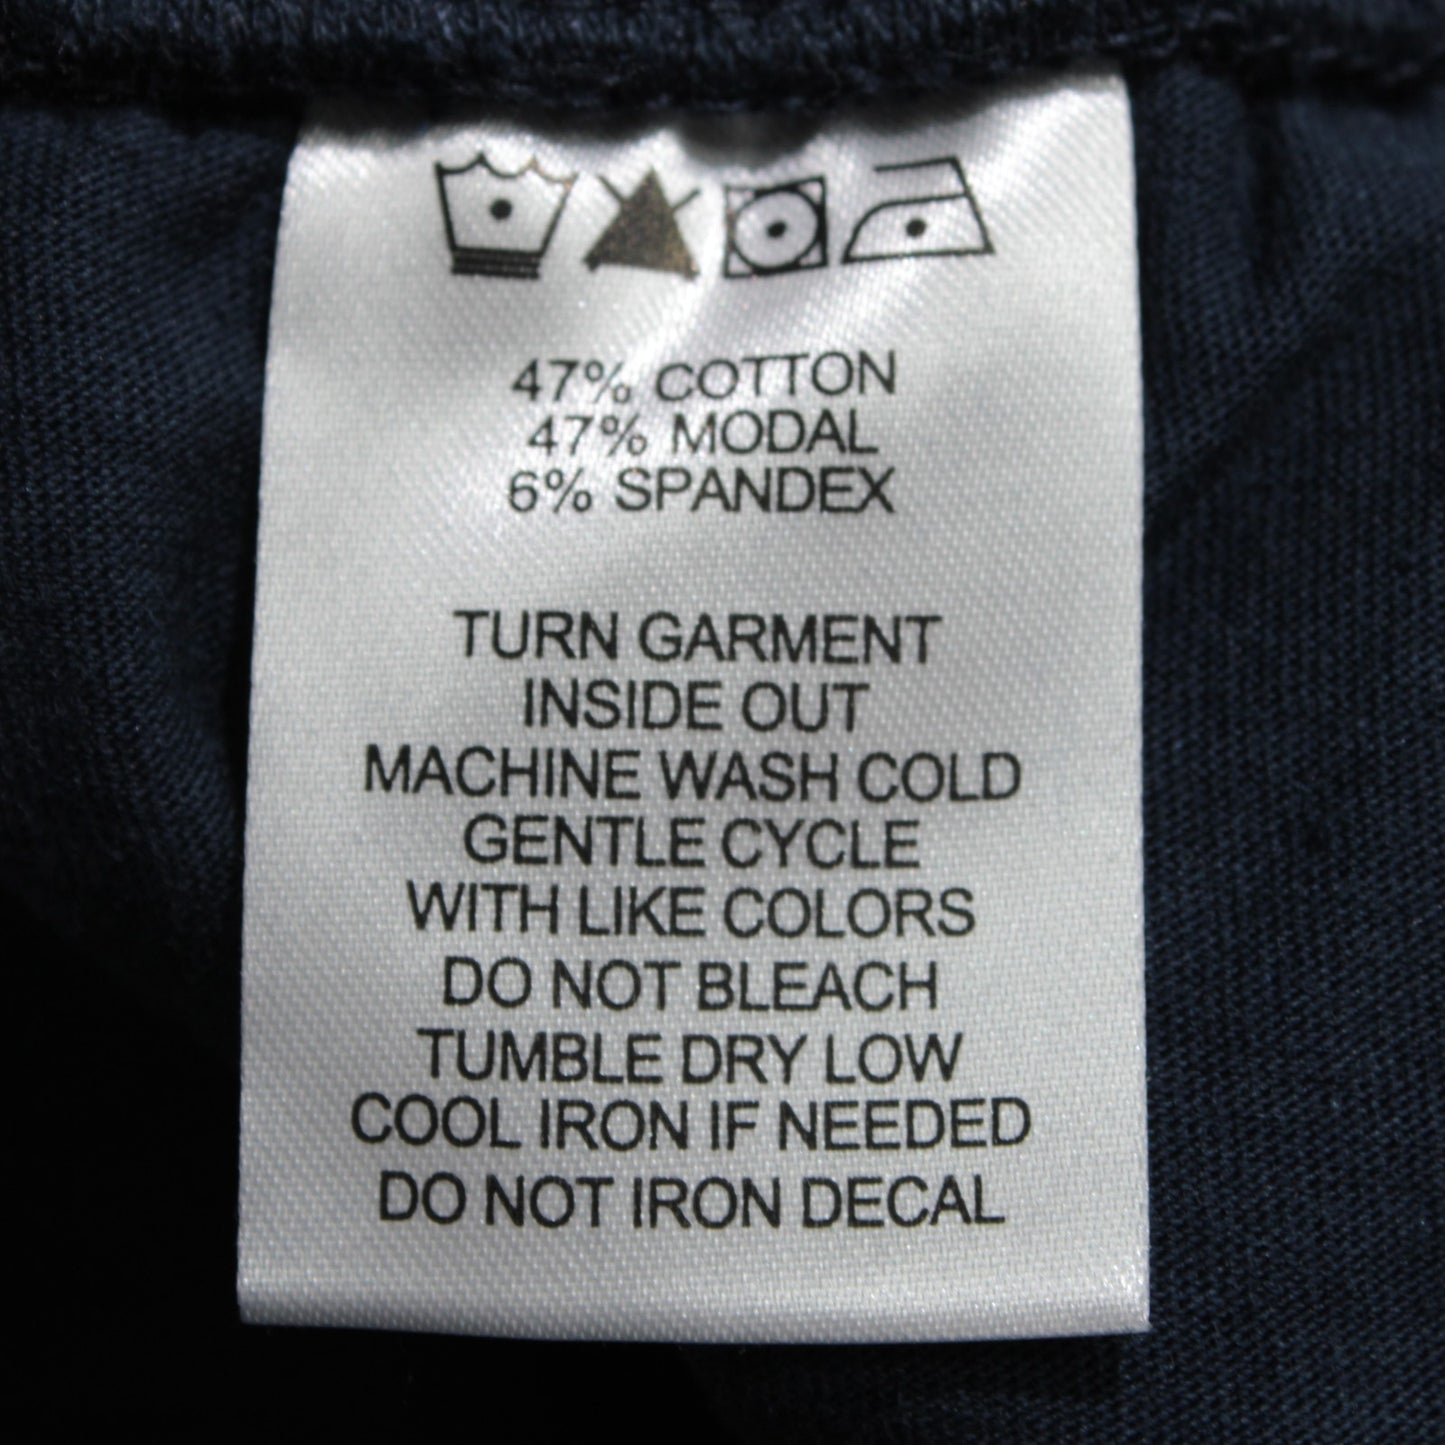 47% COTTON
47% MODAL
6% SPANDEX
TURN GARMENT
INSIDE OUT
MACHINE WASH COLD
GENTLE CYCLE
WITH LIKE COLORS
DO NOT BLEACH
TUMBLE DRY LOW
COOL IRON IF NEEDED
DO NOT IRON DECAL